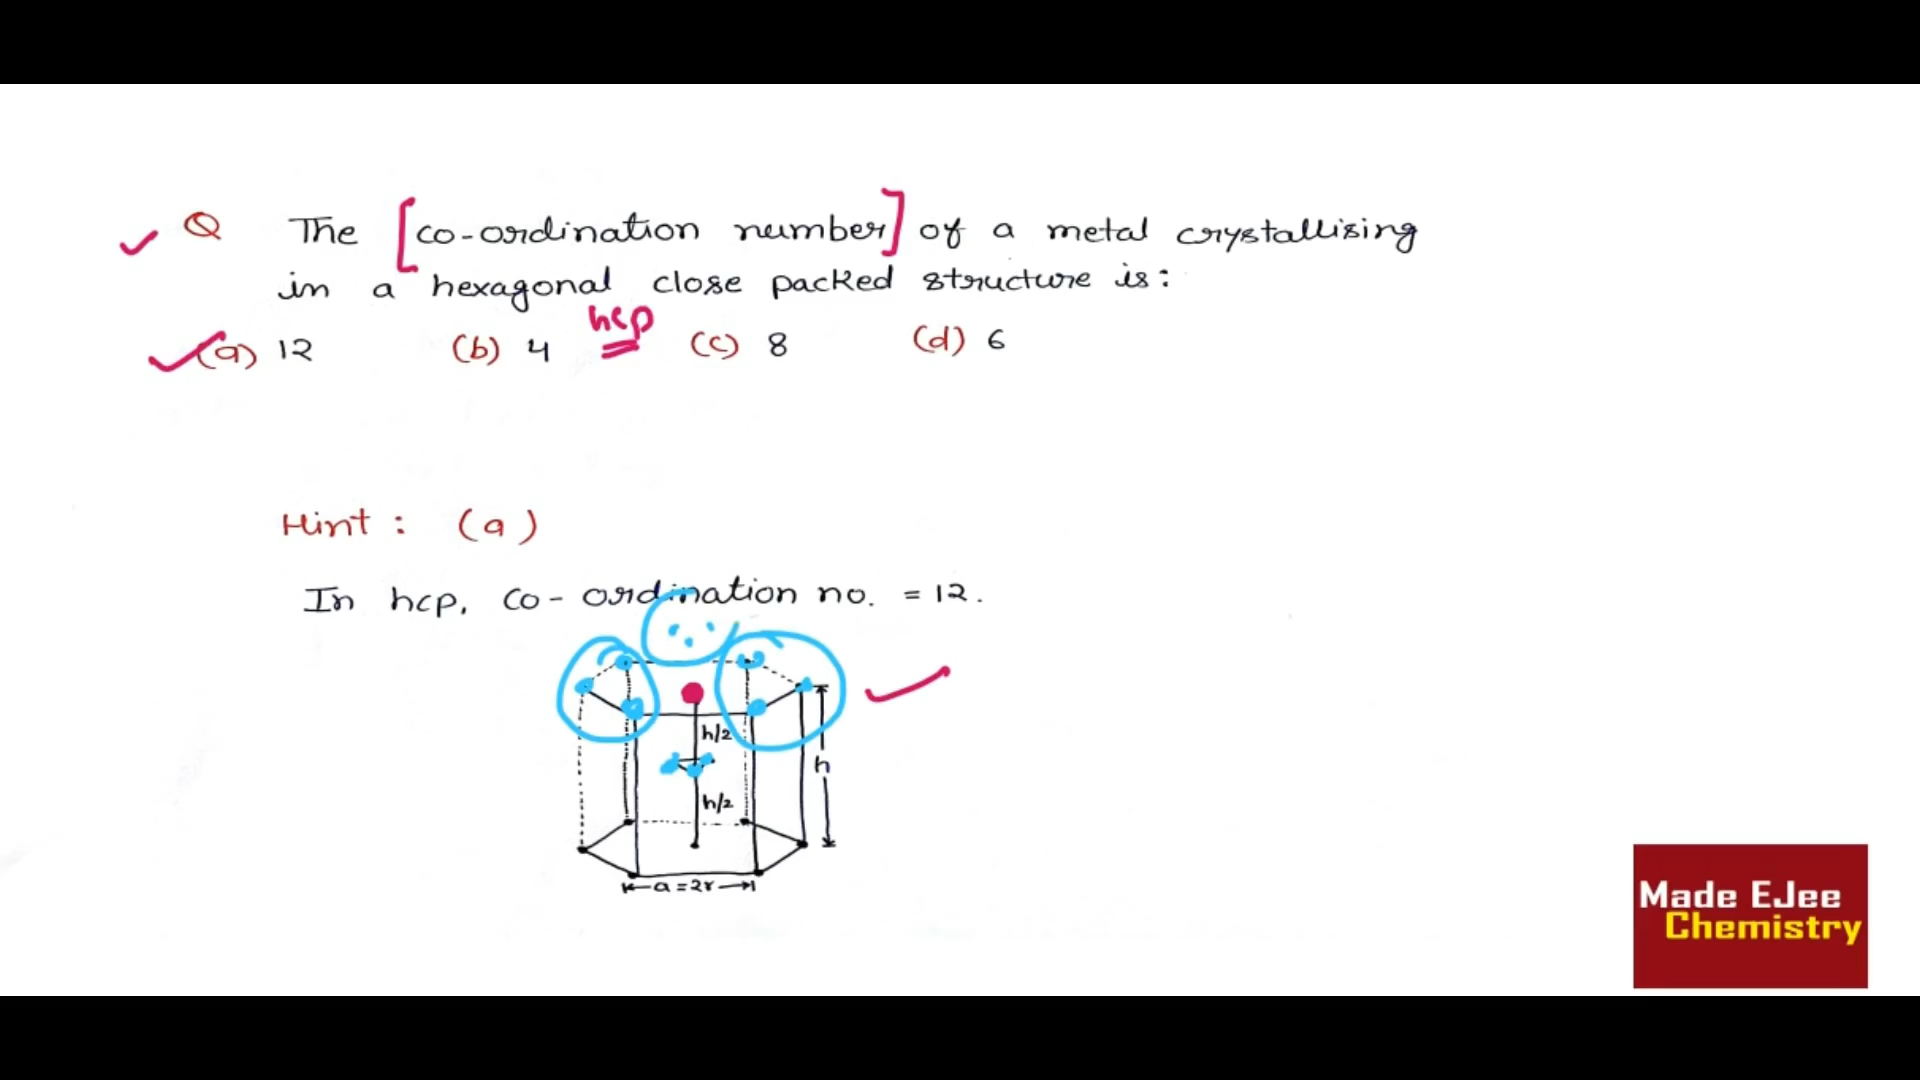 Q The [co-ordination number] of a metal crystallising
in a hexagonal close packed structure is:
hcp
(a) 12 (b) 4 (c) 8 (d) 6
Hint : (a)
In hcp, co-ordination no. = 12.
h/2
h
h/2
a=2r
Made EJee
Chemistry